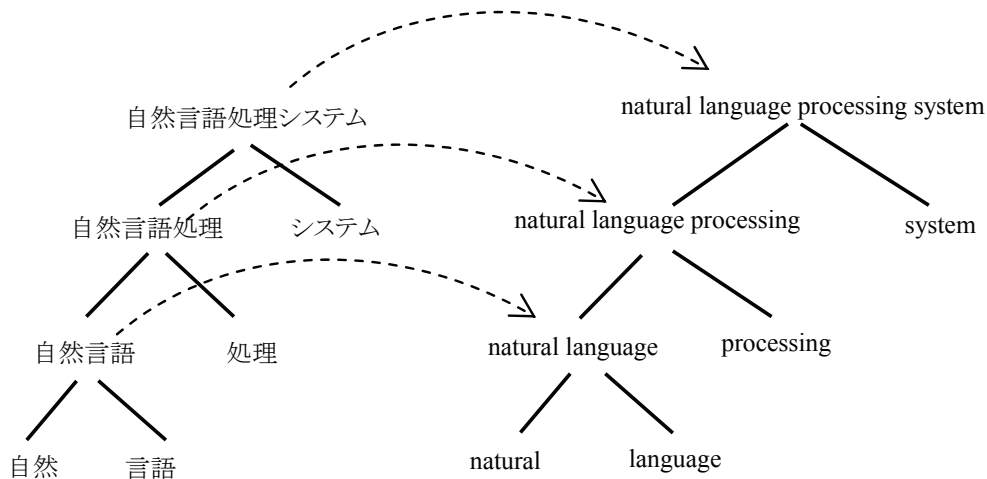 自然言語処理システム
自然言語処理
システム
自然言語
処理
自然
言語
natural language processing system
natural language processing
system
natural language
processing
natural
language